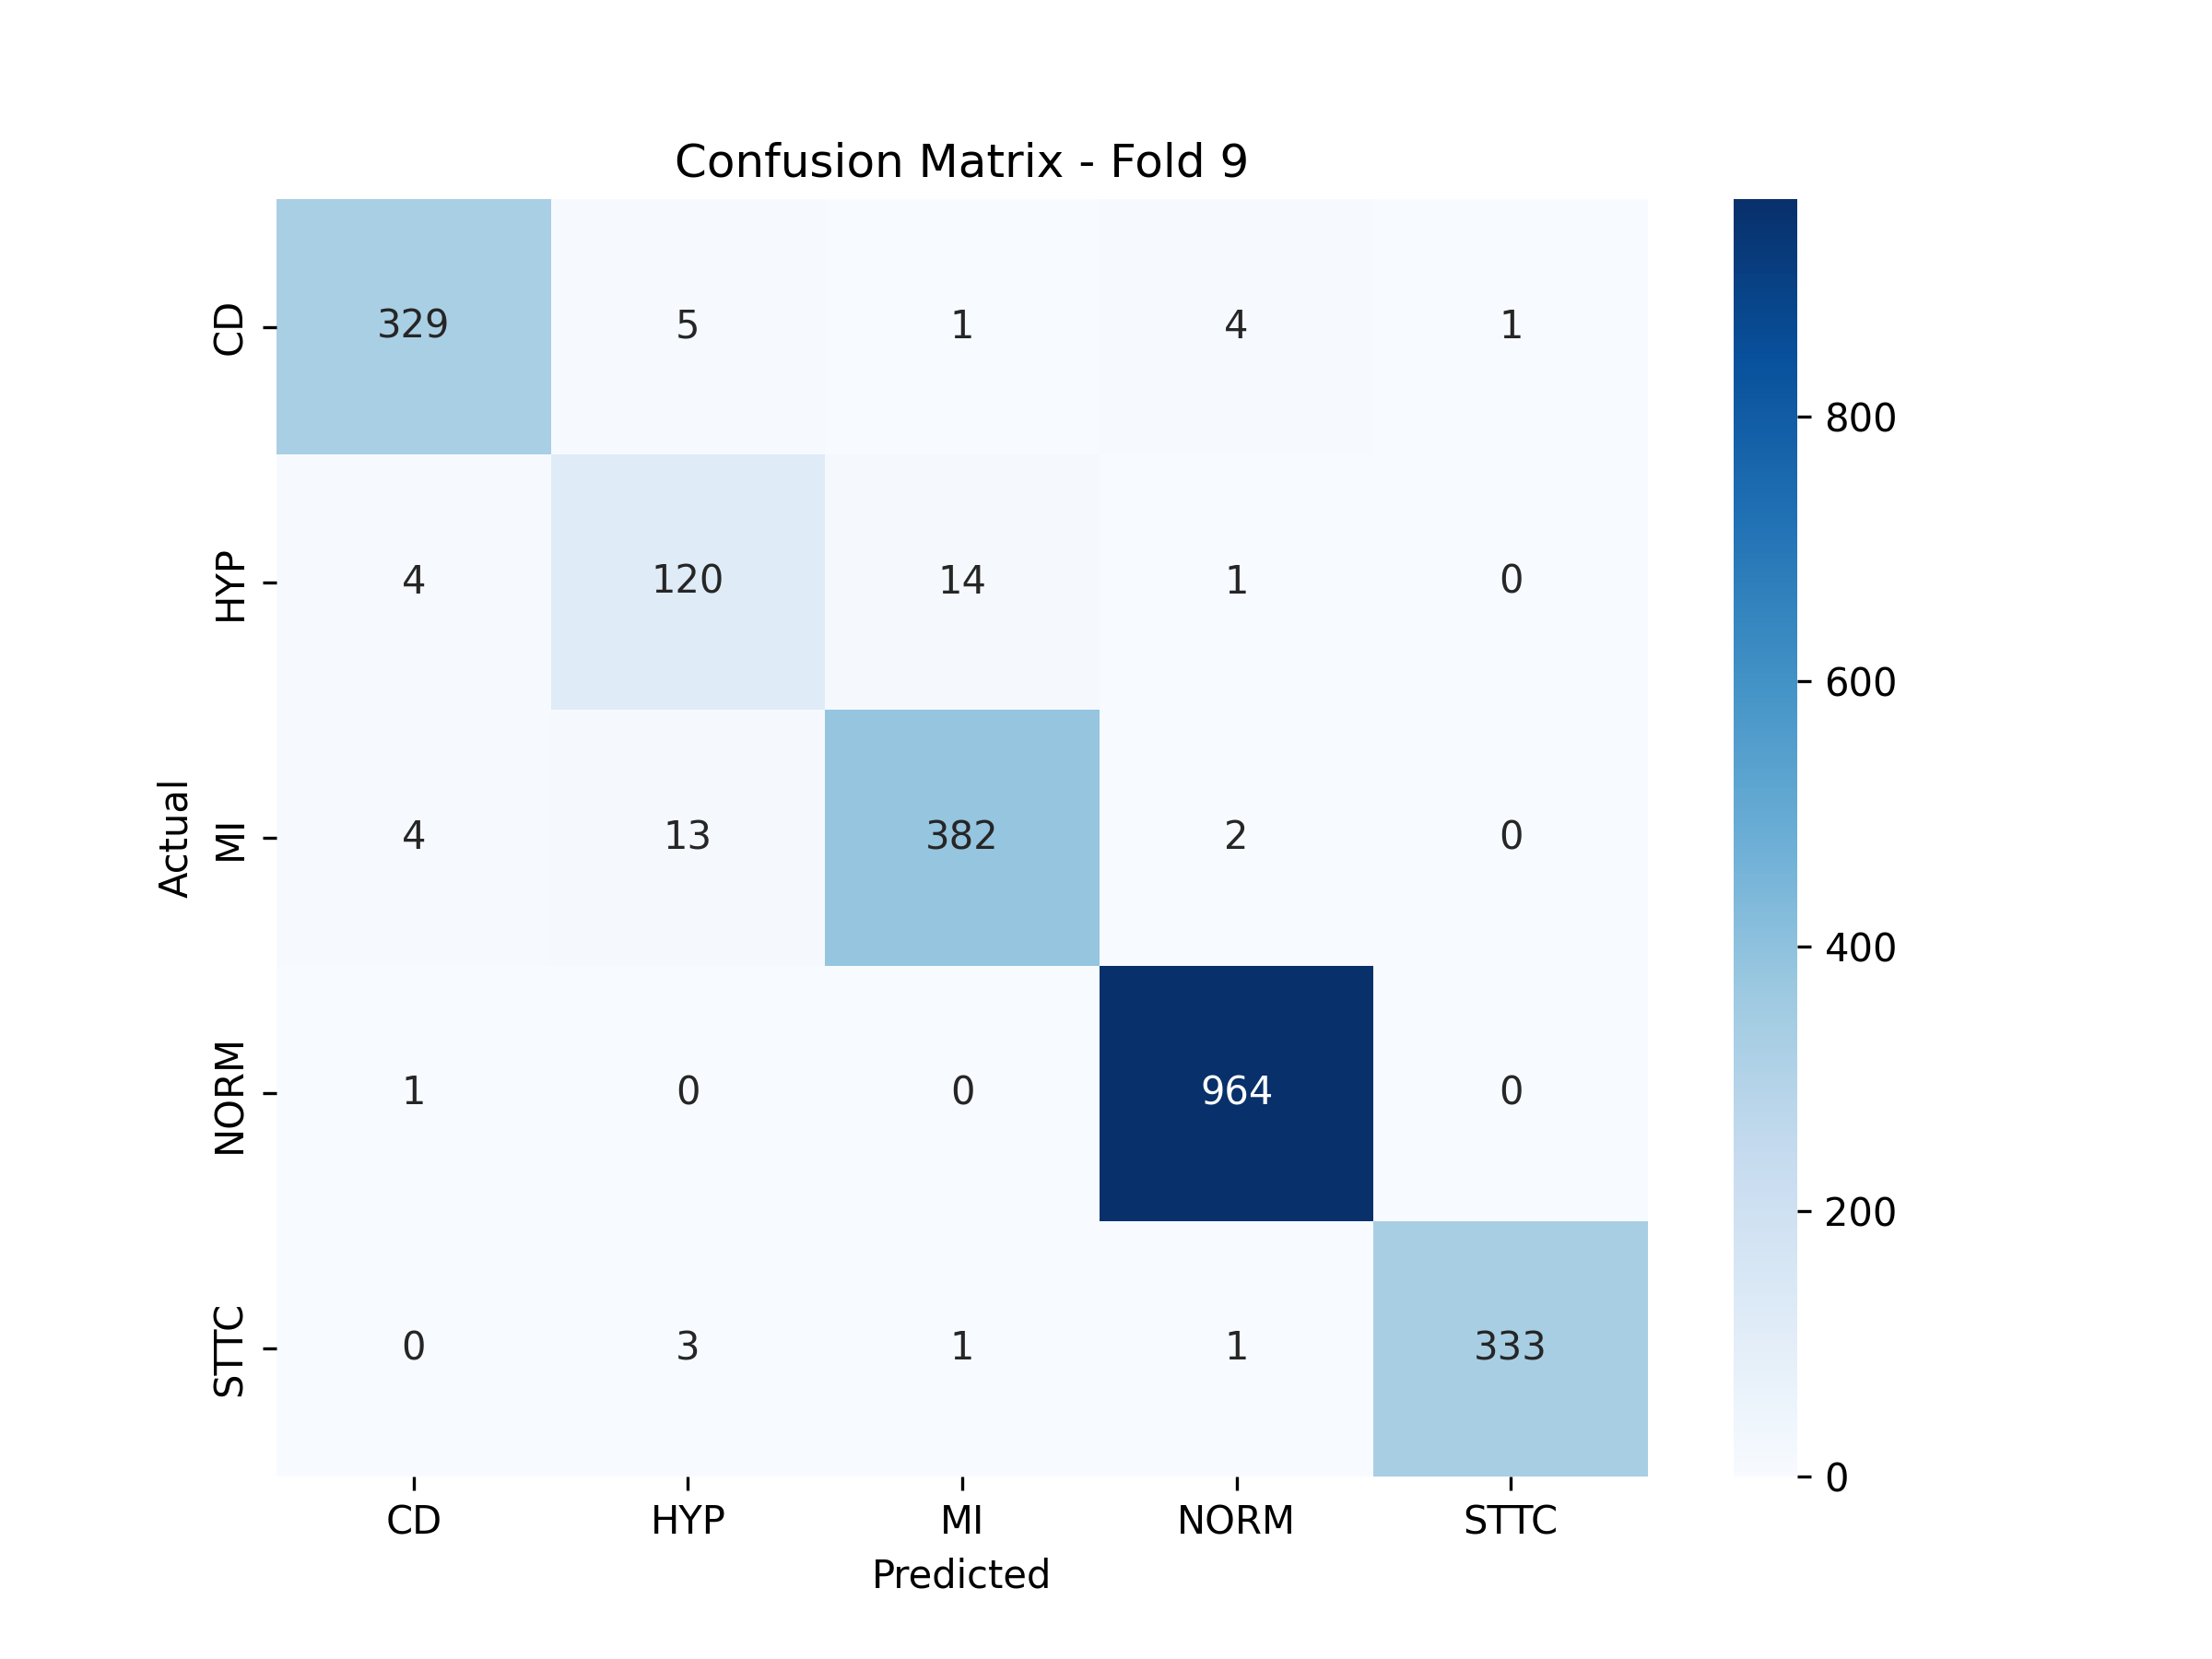 Confusion Matrix - Fold 9
Actual
CD 329 5 1 4 1
HYP 4 120 14 1 0
MI 4 13 382 2 0
NORM 1 0 0 964 0
STTC 0 3 1 1 333
CD HYP MI NORM STTC
Predicted
800
600
400
200
0